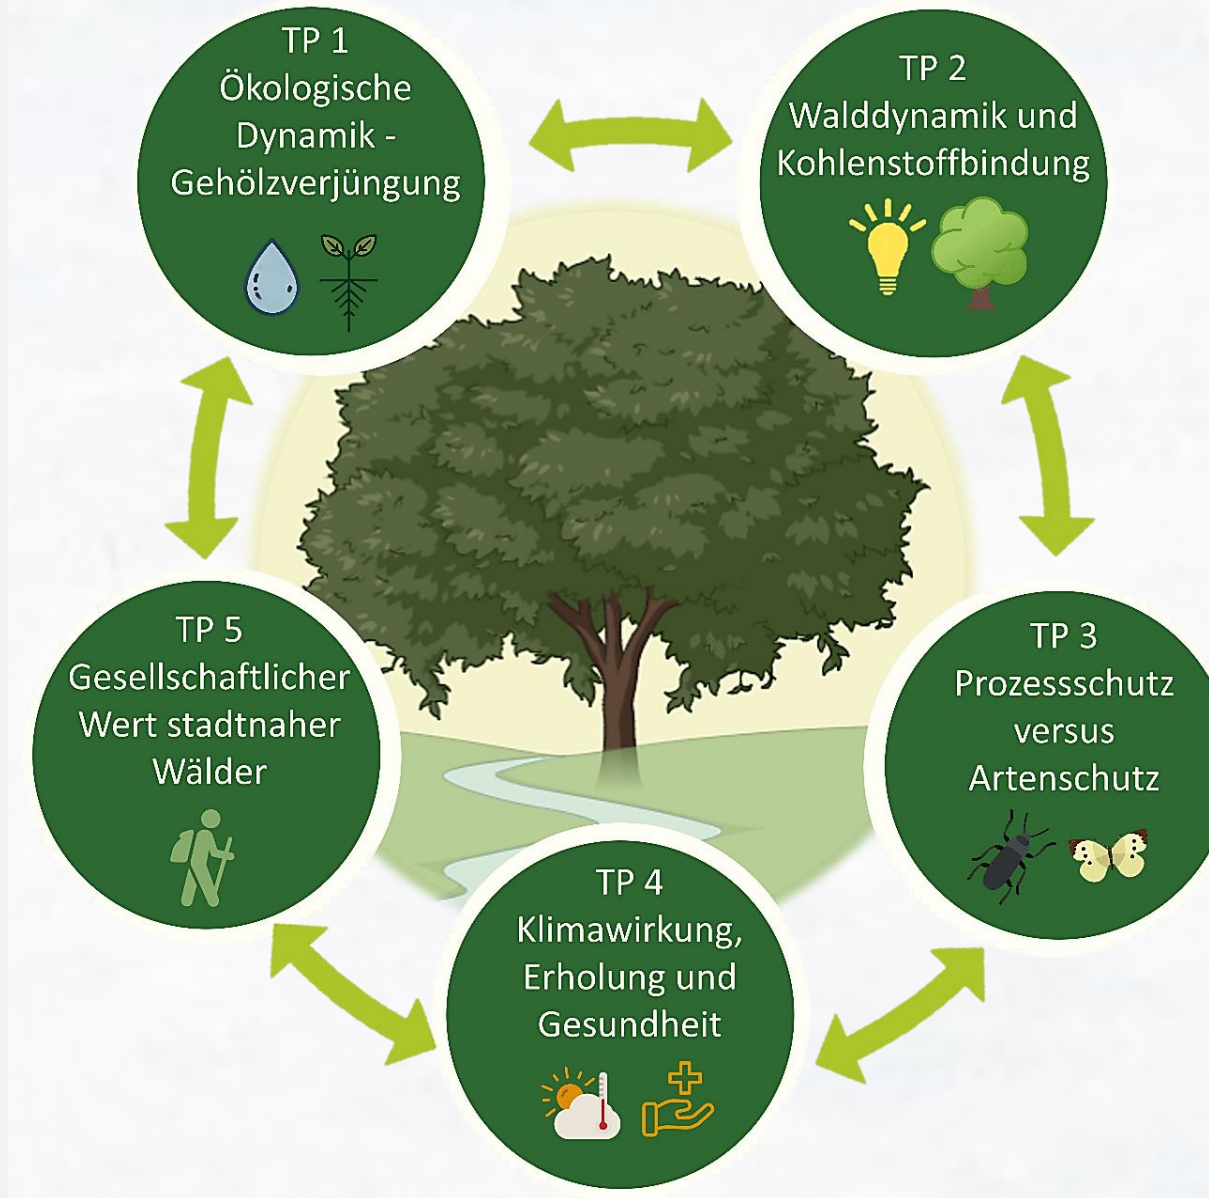 TP 1
Ökologische
Dynamik -
Gehölzverjüngung
TP 2
Walddynamik und
Kohlenstoffbindung
TP 3
Prozessschutz
versus
Artenschutz
TP 4
Klimawirkung,
Erholung und
Gesundheit
TP 5
Gesellschaftlicher
Wert stadtnaher
Wälder